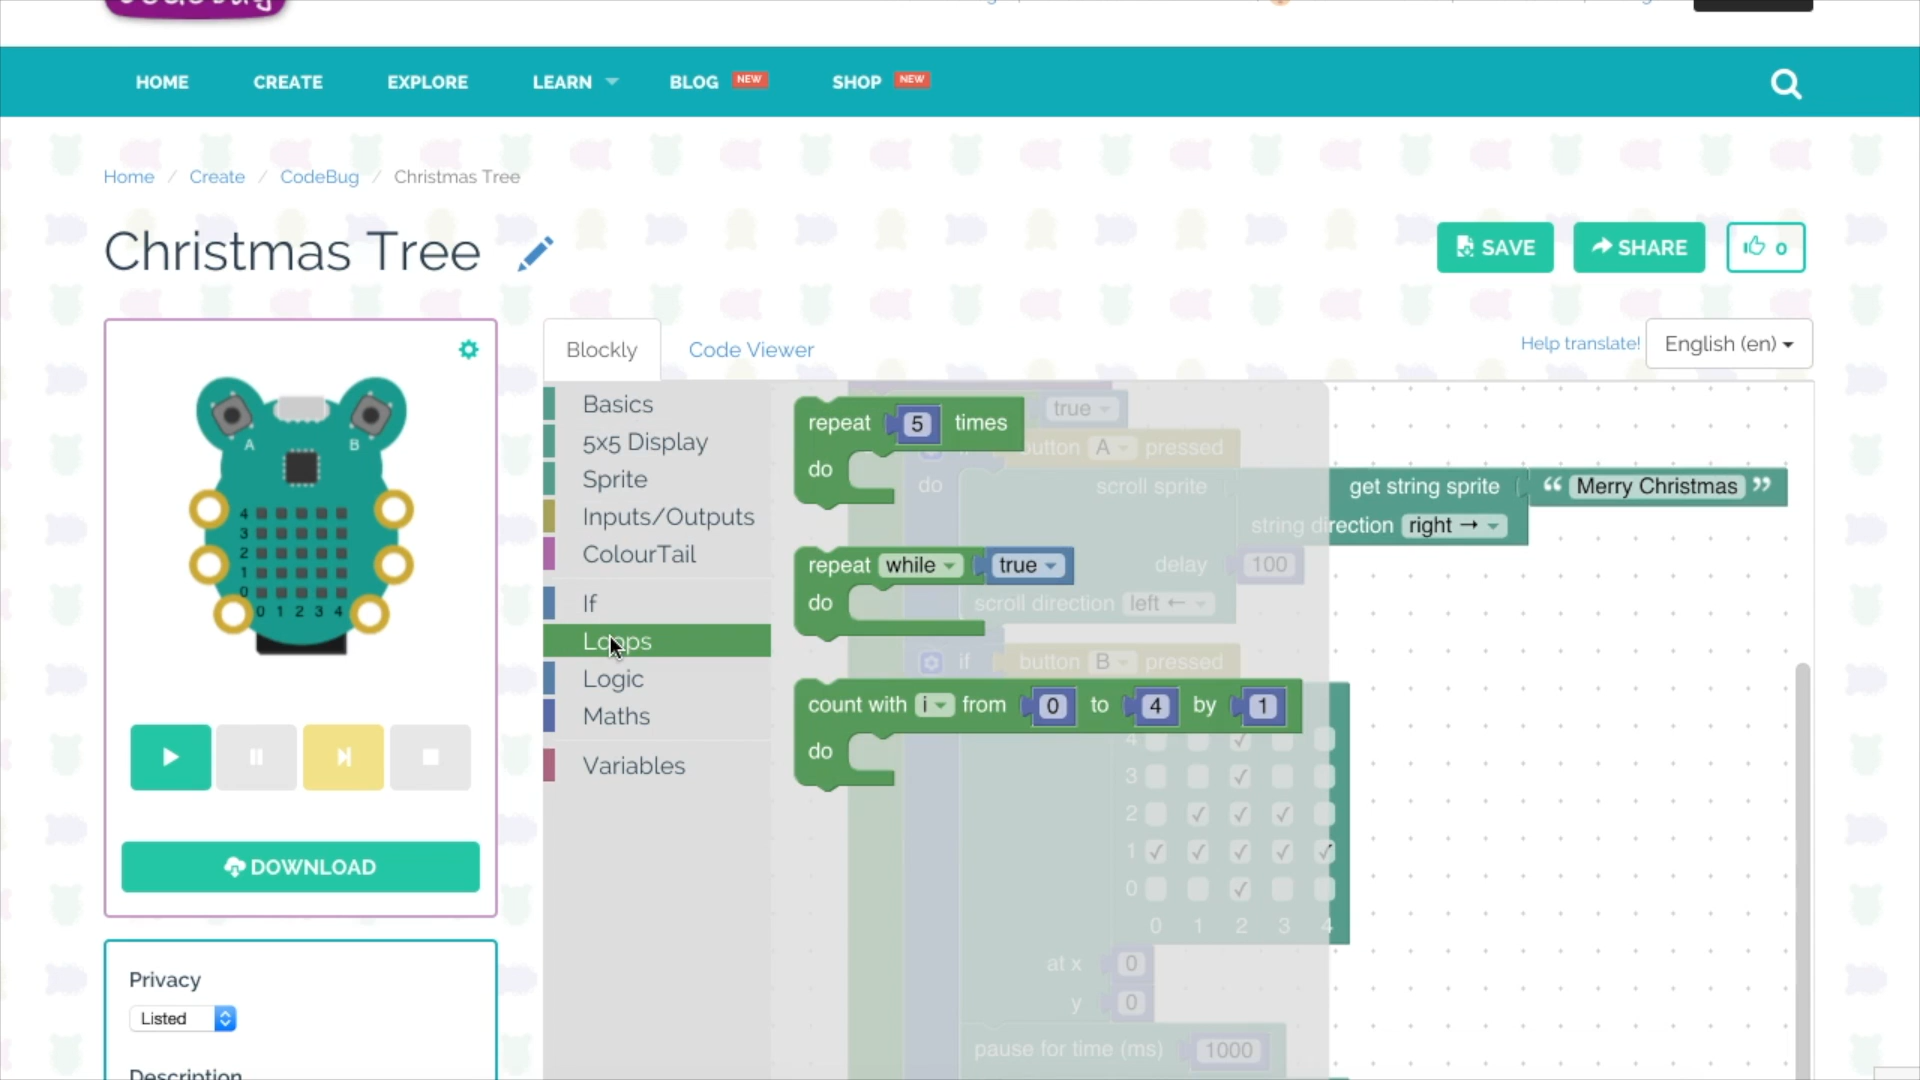 codebug
HOME CREATE EXPLORE LEARN BLOG NEW SHOP NEW
Home / Create / CodeBug / Christmas Tree
Christmas Tree
SAVE SHARE 0
Blockly Code Viewer
Help translate! English (en)
A B
4
3
2
1
0
0 1 2 3 4
DOWNLOAD
Privacy
Listed
Description
Basics
5x5 Display
Sprite
Inputs/Outputs
ColourTail
If
Loops
Logic
Maths
Variables
repeat 5 times
do
repeat while true
do
count with i from 0 to 4 by 1
do
true
button A pressed
do scroll sprite get string sprite “ Merry Christmas ”
string direction right →
delay 100
scroll direction left ←
if button B pressed
4
3
2
1
0
0 1 2 3 4
at x 0
y 0
pause for time (ms) 1000